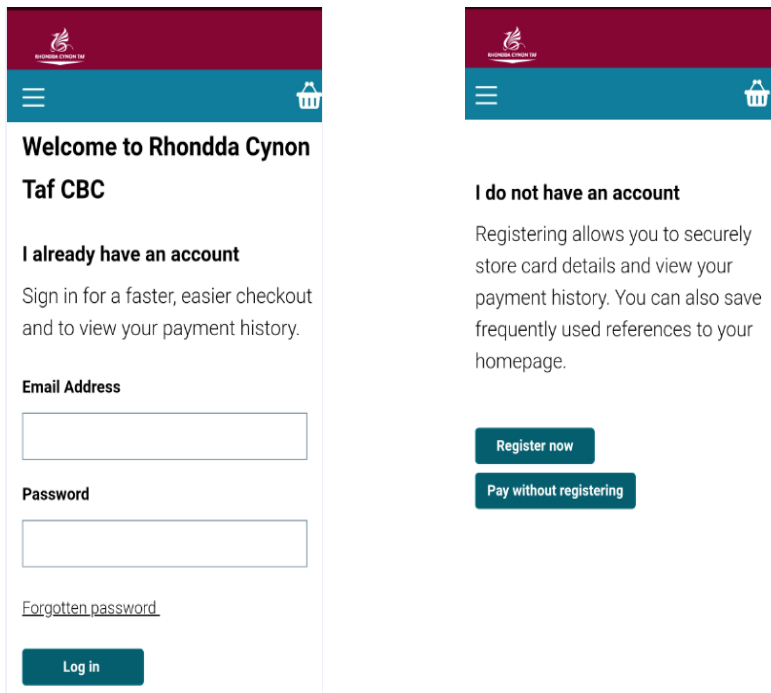 RHONDDA CYNON TAF
Welcome to Rhondda Cynon
Taf CBC
I already have an account
Sign in for a faster, easier checkout
and to view your payment history.
Email Address
Password
Forgotten password
Log in
RHONDDA CYNON TAF
I do not have an account
Registering allows you to securely
store card details and view your
payment history. You can also save
frequently used references to your
homepage.
Register now
Pay without registering